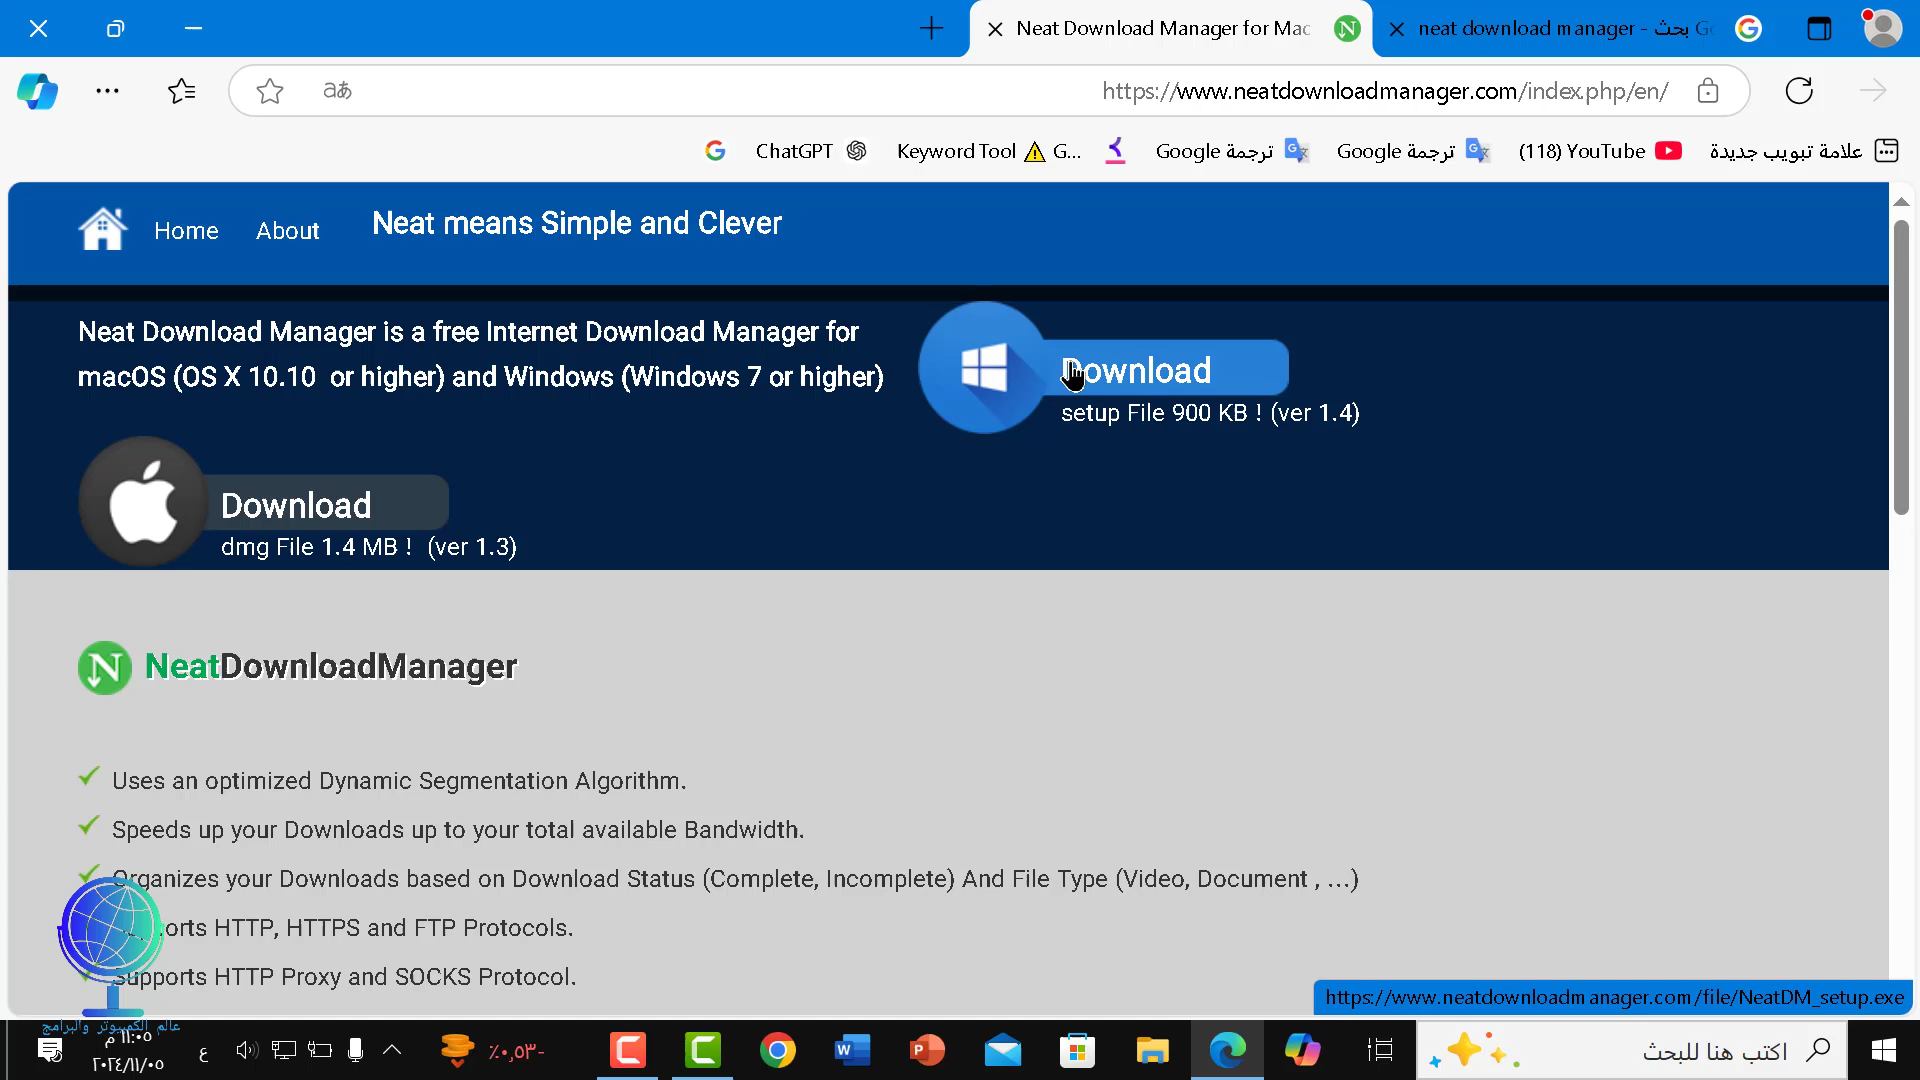 Neat Download Manager for Mac
neat download manager - بحث G
https://www.neatdownloadmanager.com/index.php/en/
ChatGPT
Keyword Tool ⚠ G...
ترجمة Google
ترجمة Google
(118) YouTube
علامة تبويب جديدة
Home
About
Neat means Simple and Clever
Neat Download Manager is a free Internet Download Manager for
macOS (OS X 10.10 or higher) and Windows (Windows 7 or higher)
Download
setup File 900 KB ! (ver 1.4)
Download
dmg File 1.4 MB ! (ver 1.3)
NeatDownloadManager
Uses an optimized Dynamic Segmentation Algorithm.
Speeds up your Downloads up to your total available Bandwidth.
Organizes your Downloads based on Download Status (Complete, Incomplete) And File Type (Video, Document , ...)
HTTP, HTTPS and FTP Protocols.
Supports HTTP Proxy and SOCKS Protocol.
https://www.neatdownloadmanager.com/file/NeatDM_setup.exe
عالم الكمبيوتر والبرامج
١١:٠٥ م
٢٠٢٤/١١/٠٥
ع
٪٠,٥٣-
اكتب هنا للبحث